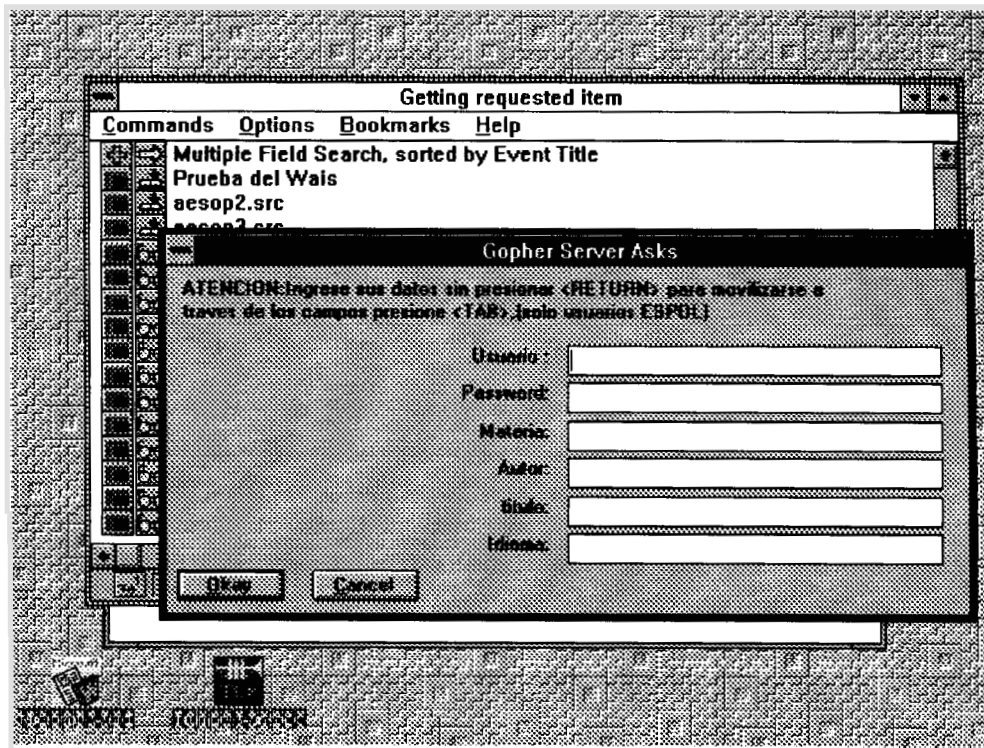 Getting requested item
Commands Options Bookmarks Help
Multiple Field Search, sorted by Event Title
Prueba del Wais
aesop2.src
aesop3.src
Gopher Server Asks
ATENCION:Ingrese sus datos sin presionar <RETURN> para movilizarse a
traves de los campos presione <TAB>.(solo usuarios ESPOL)
Usuario :
Password:
Materia:
Autor:
titulo:
Idioma:
Okay Cancel